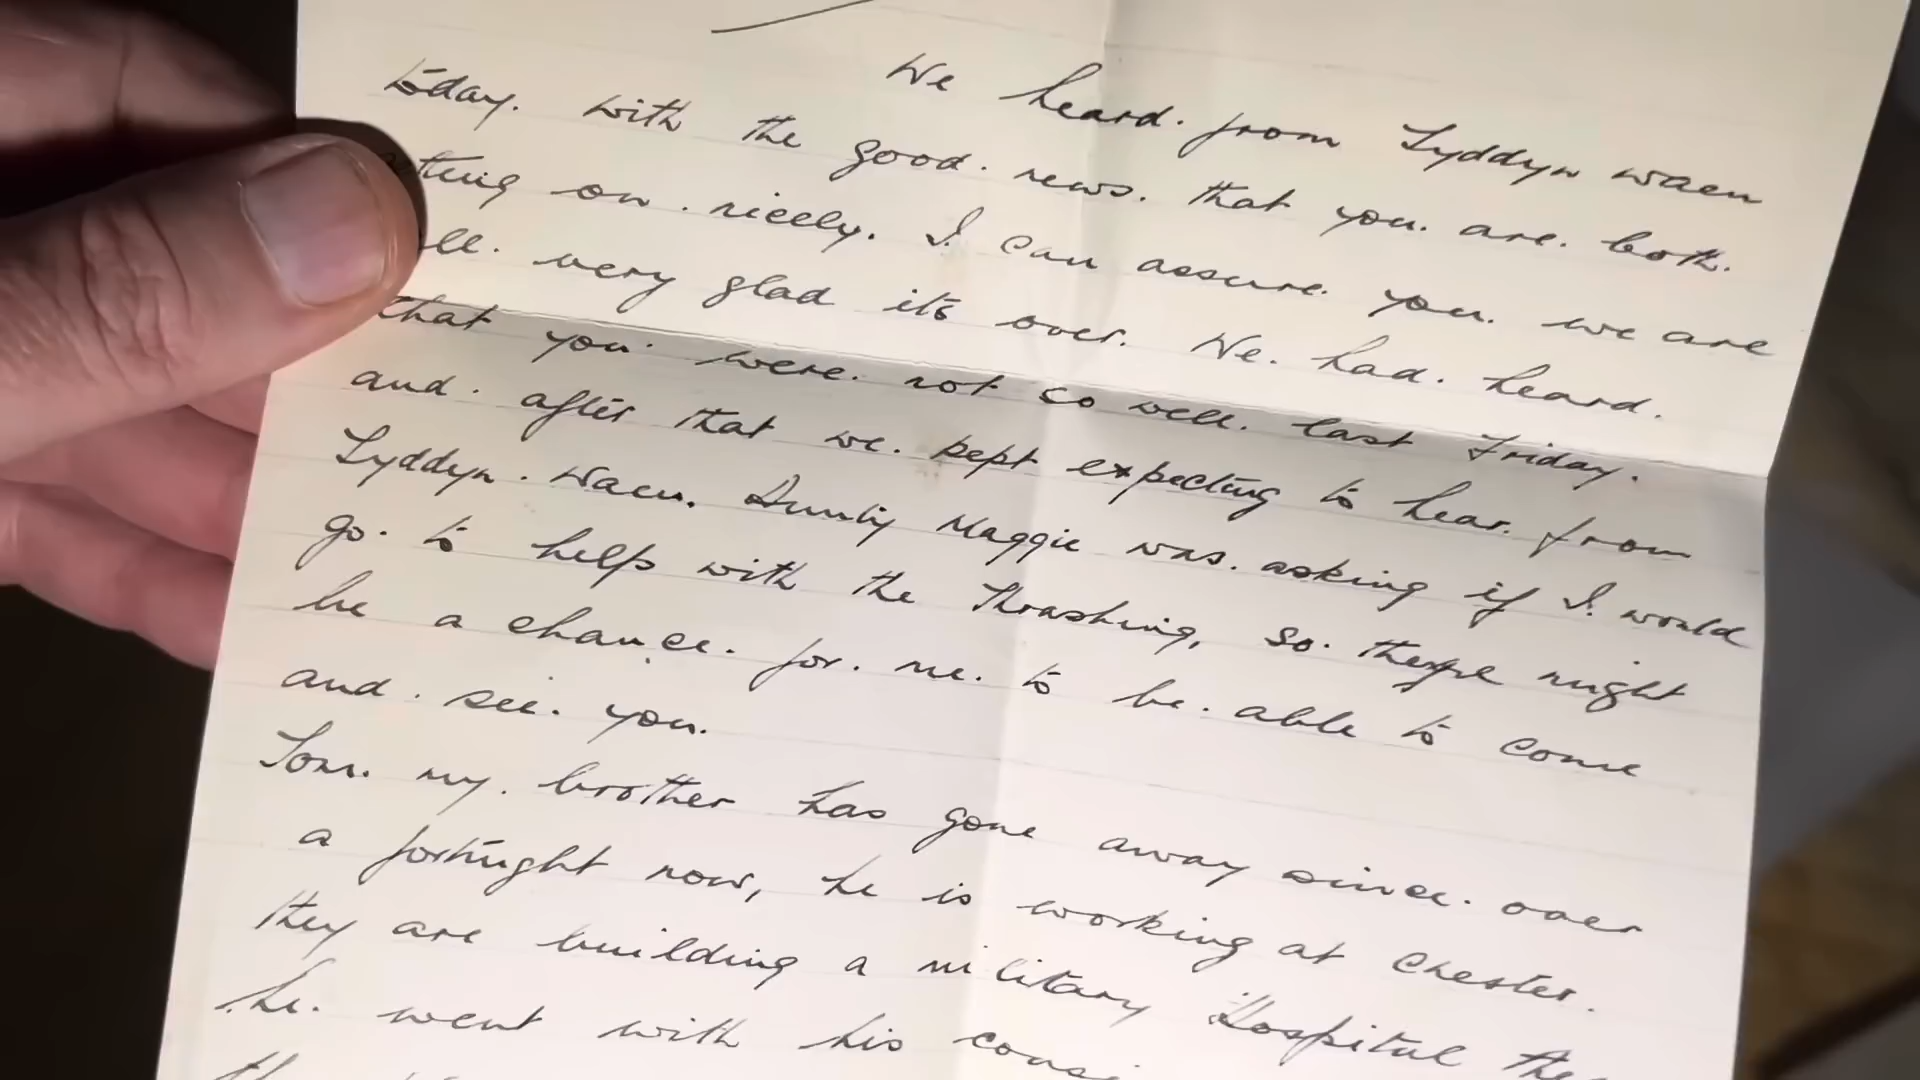 We heard. from Tyddyn waen
today. with the good. news. that you. are. both.
on. nicely. I can assure. you. we are
very glad its over. We. had. heard.
that you. were. not so well. last Friday.
and. after that we. kept expecting to hear. from
Tyddyn. Waen. Aunty Maggie was. asking if I. would
go. to help with the thrashing, so. there might
be a chance. for. me. to be. able to come
and. see. you.
Tom. my. brother has gone away since. over
a fortnight now, he is working at Chester.
they are building a military Hospital
he. went with his